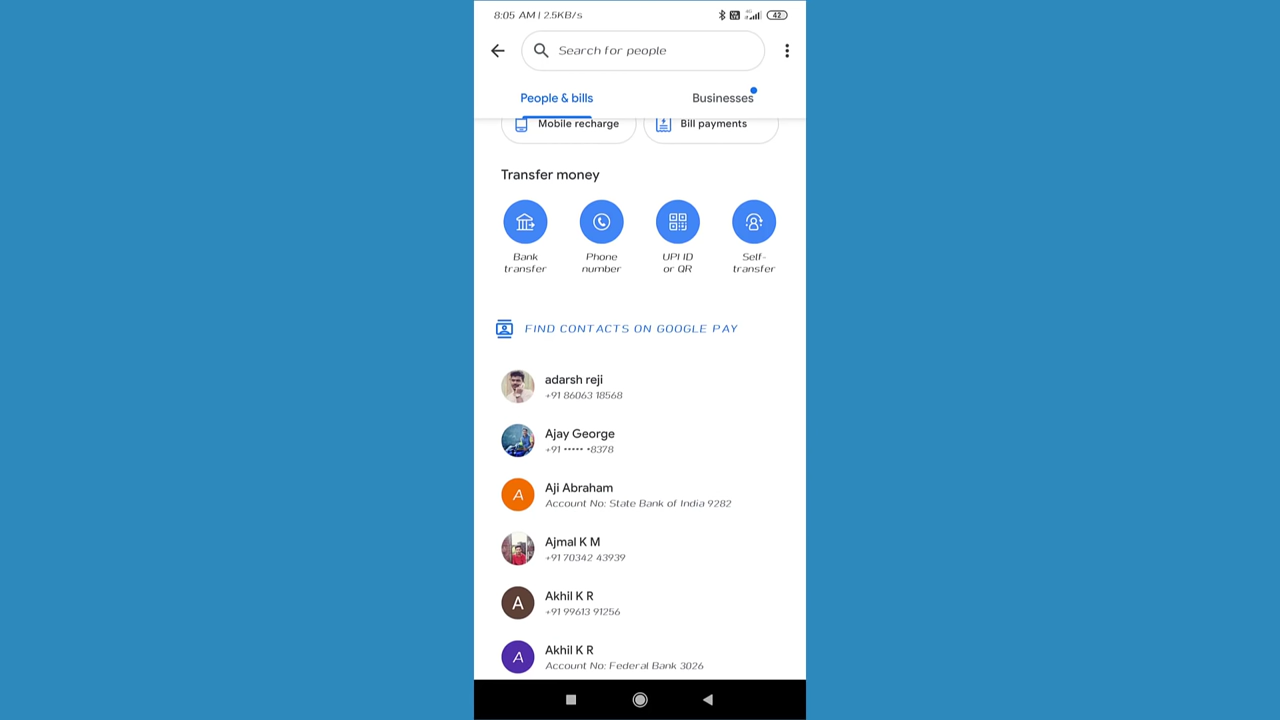 8:05 AM | 2.5KB/s
42
Search for people
People & bills
Businesses
Mobile recharge
Bill payments
Transfer money
Bank transfer
Phone number
UPI ID or QR
Self-transfer
FIND CONTACTS ON GOOGLE PAY
adarsh reji
+91 86063 18568
Ajay George
+91 ••••• •8378
A
Aji Abraham
Account No: State Bank of India 9282
Ajmal K M
+91 70342 43939
A
Akhil K R
+91 99613 91256
A
Akhil K R
Account No: Federal Bank 3026